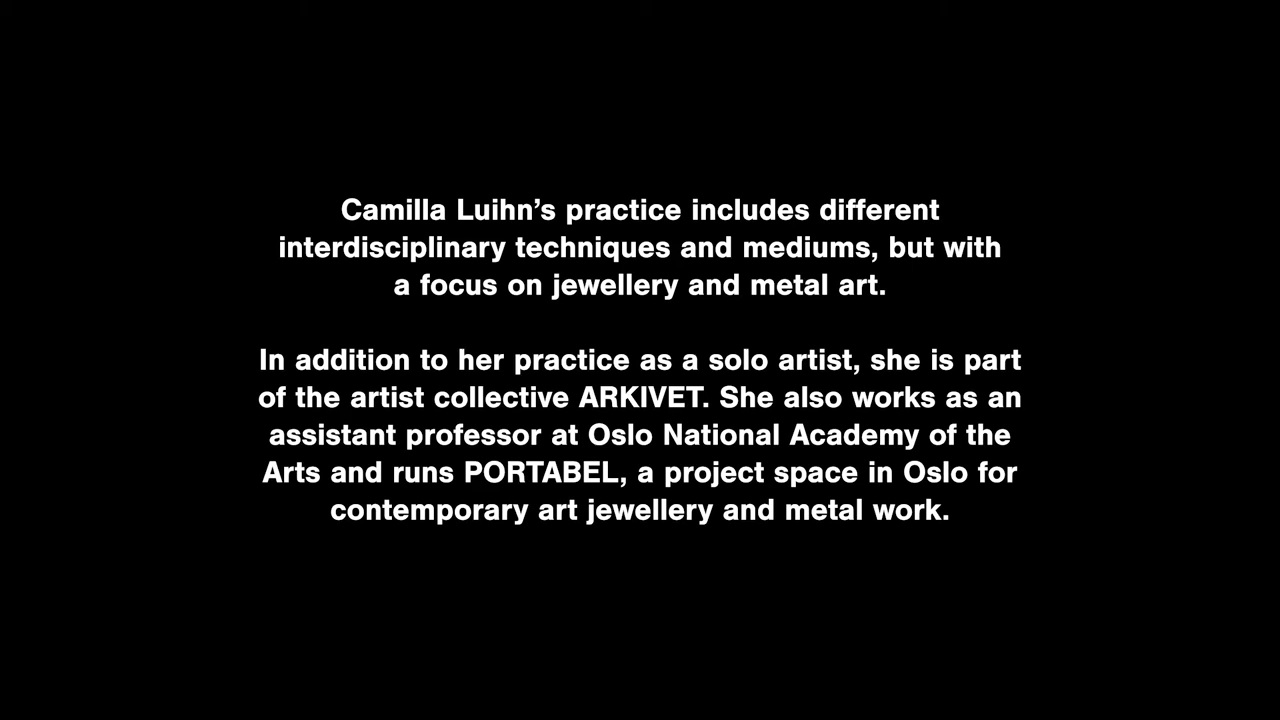 Camilla Luihn’s practice includes different
interdisciplinary techniques and mediums, but with
a focus on jewellery and metal art.
In addition to her practice as a solo artist, she is part
of the artist collective ARKIVET. She also works as an
assistant professor at Oslo National Academy of the
Arts and runs PORTABEL, a project space in Oslo for
contemporary art jewellery and metal work.